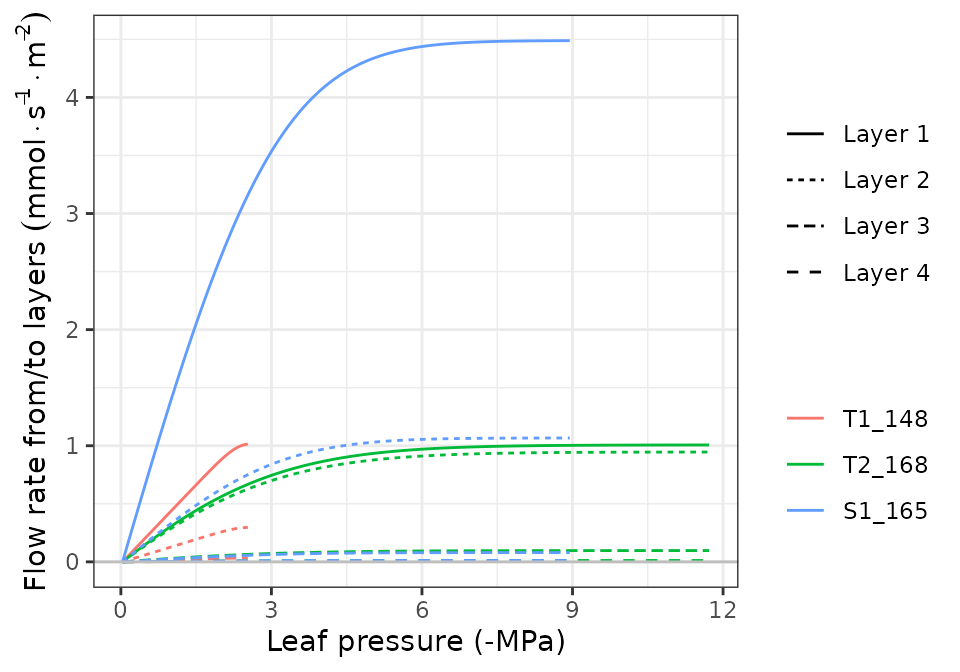 Flow rate from/to layers (mmol · s⁻¹ · m⁻²)
4
3
2
1
0
0 3 6 9 12
Leaf pressure (-MPa)
Layer 1
Layer 2
Layer 3
Layer 4
T1_148
T2_168
S1_165